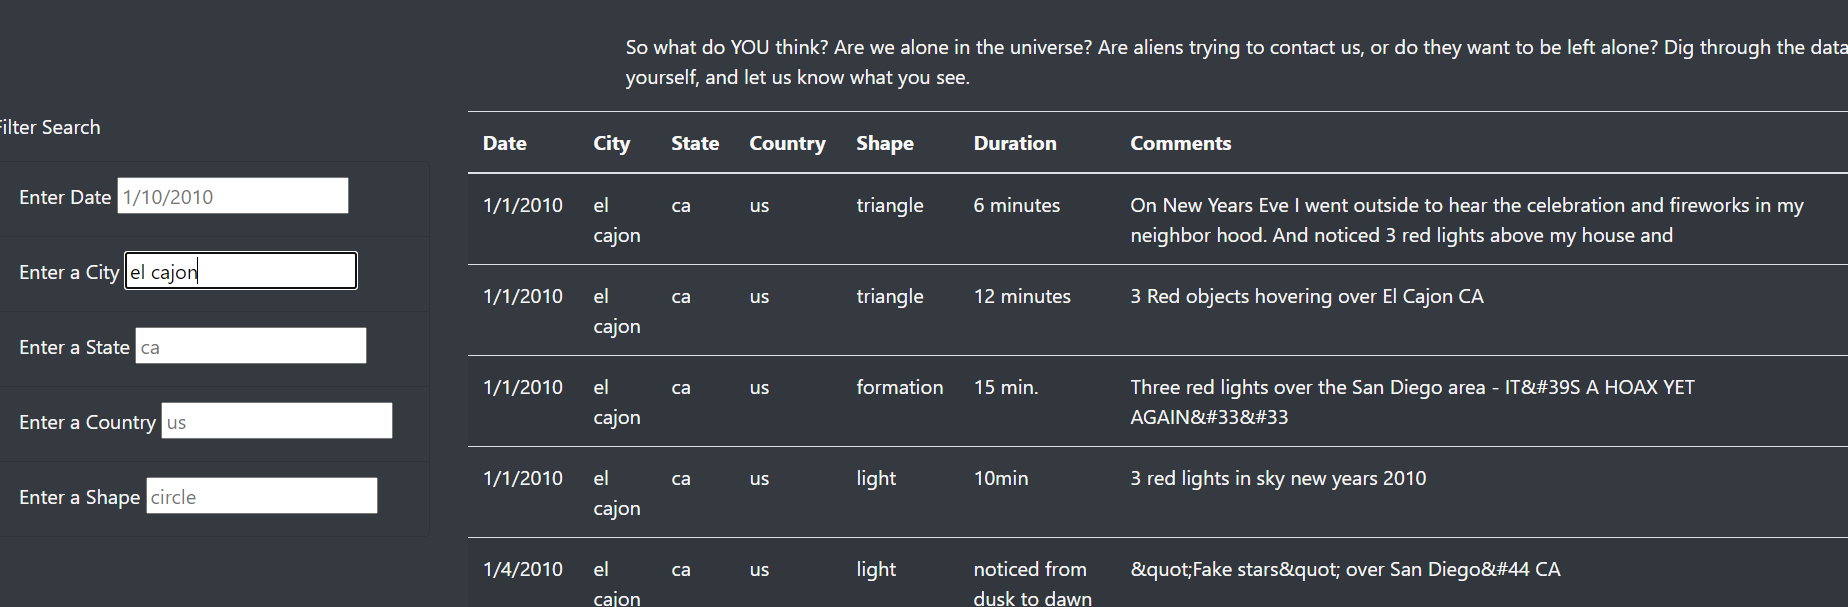 So what do YOU think? Are we alone in the universe? Are aliens trying to contact us, or do they want to be left alone? Dig through the data
yourself, and let us know what you see.
Filter Search
Enter Date 1/10/2010
Enter a City el cajon
Enter a State ca
Enter a Country us
Enter a Shape circle
Date City State Country Shape Duration Comments
1/1/2010 el cajon ca us triangle 6 minutes On New Years Eve I went outside to hear the celebration and fireworks in my
neighbor hood. And noticed 3 red lights above my house and
1/1/2010 el cajon ca us triangle 12 minutes 3 Red objects hovering over El Cajon CA
1/1/2010 el cajon ca us formation 15 min. Three red lights over the San Diego area - IT&#39S A HOAX YET
AGAIN&#33&#33
1/1/2010 el cajon ca us light 10min 3 red lights in sky new years 2010
1/4/2010 el cajon ca us light noticed from dusk to dawn &quot;Fake stars&quot; over San Diego&#44 CA